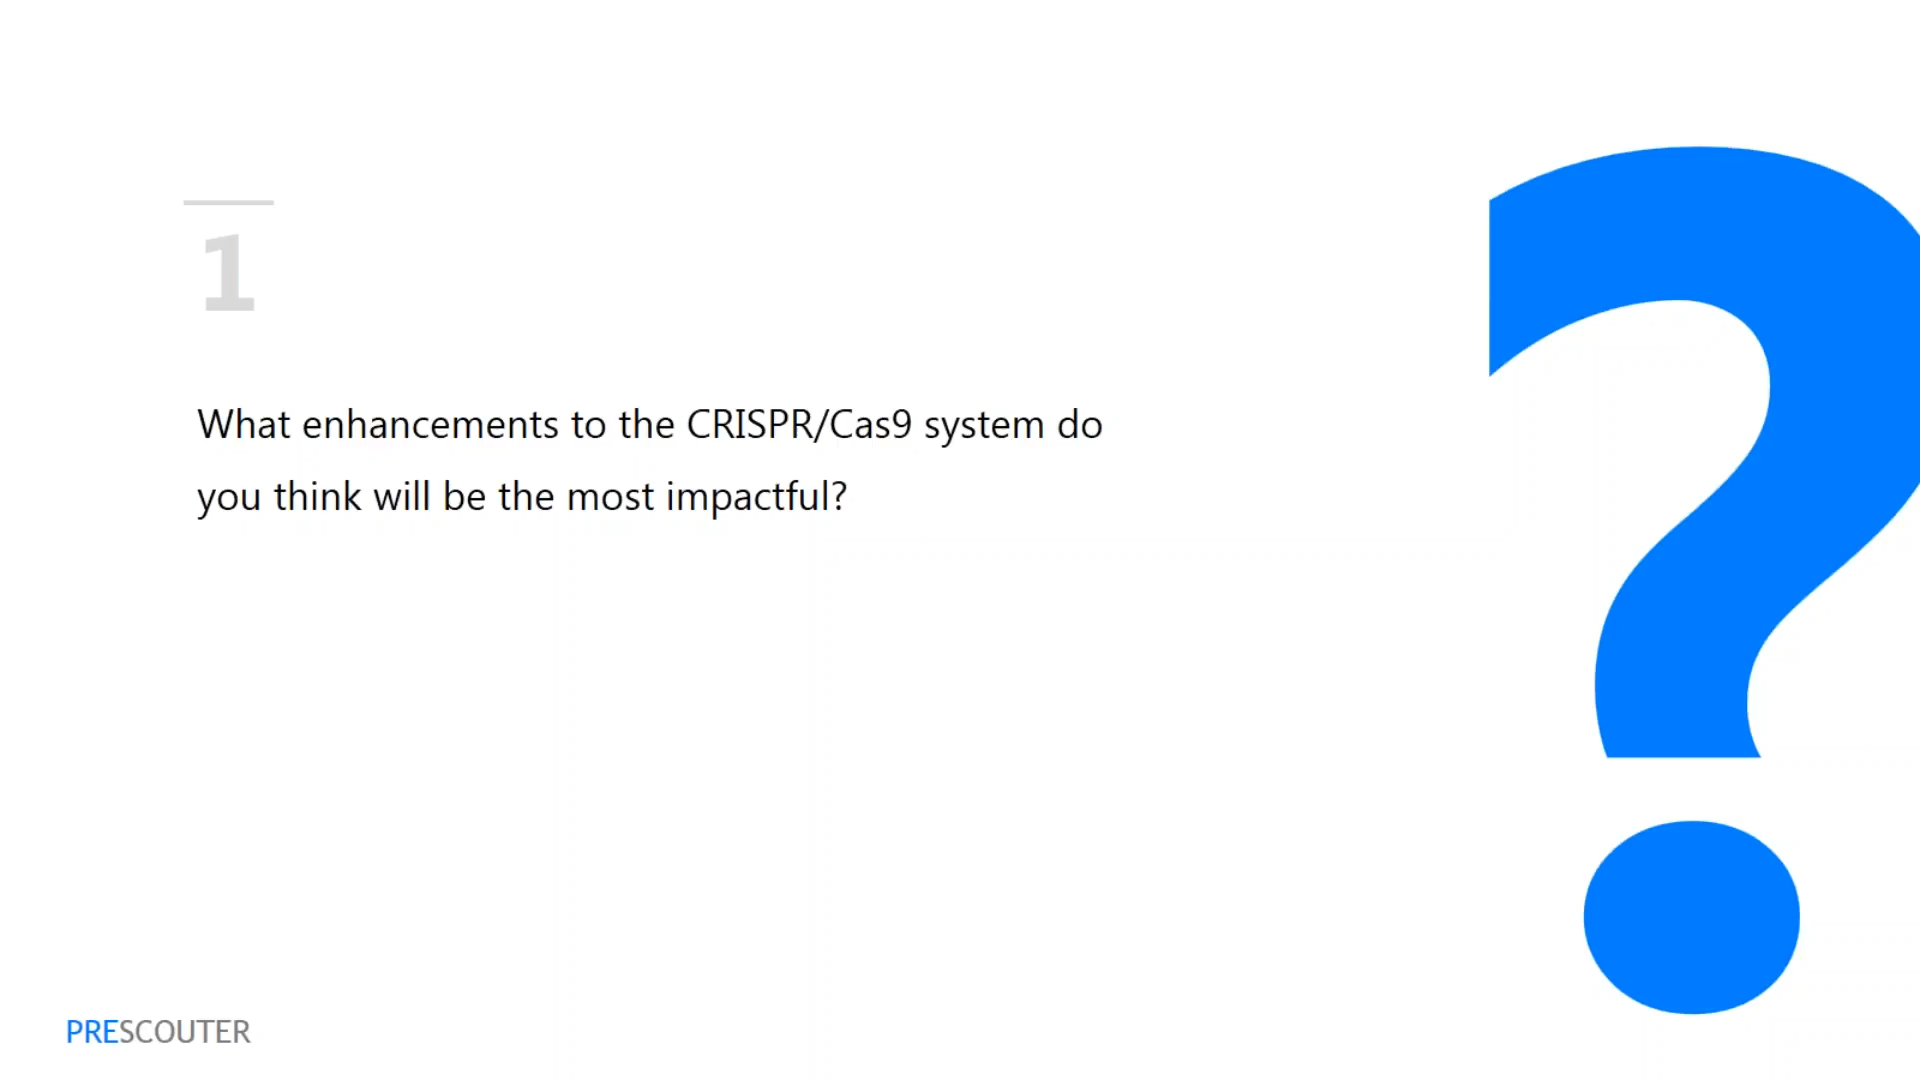 1
What enhancements to the CRISPR/Cas9 system do
you think will be the most impactful?
?
PRESCOUTER